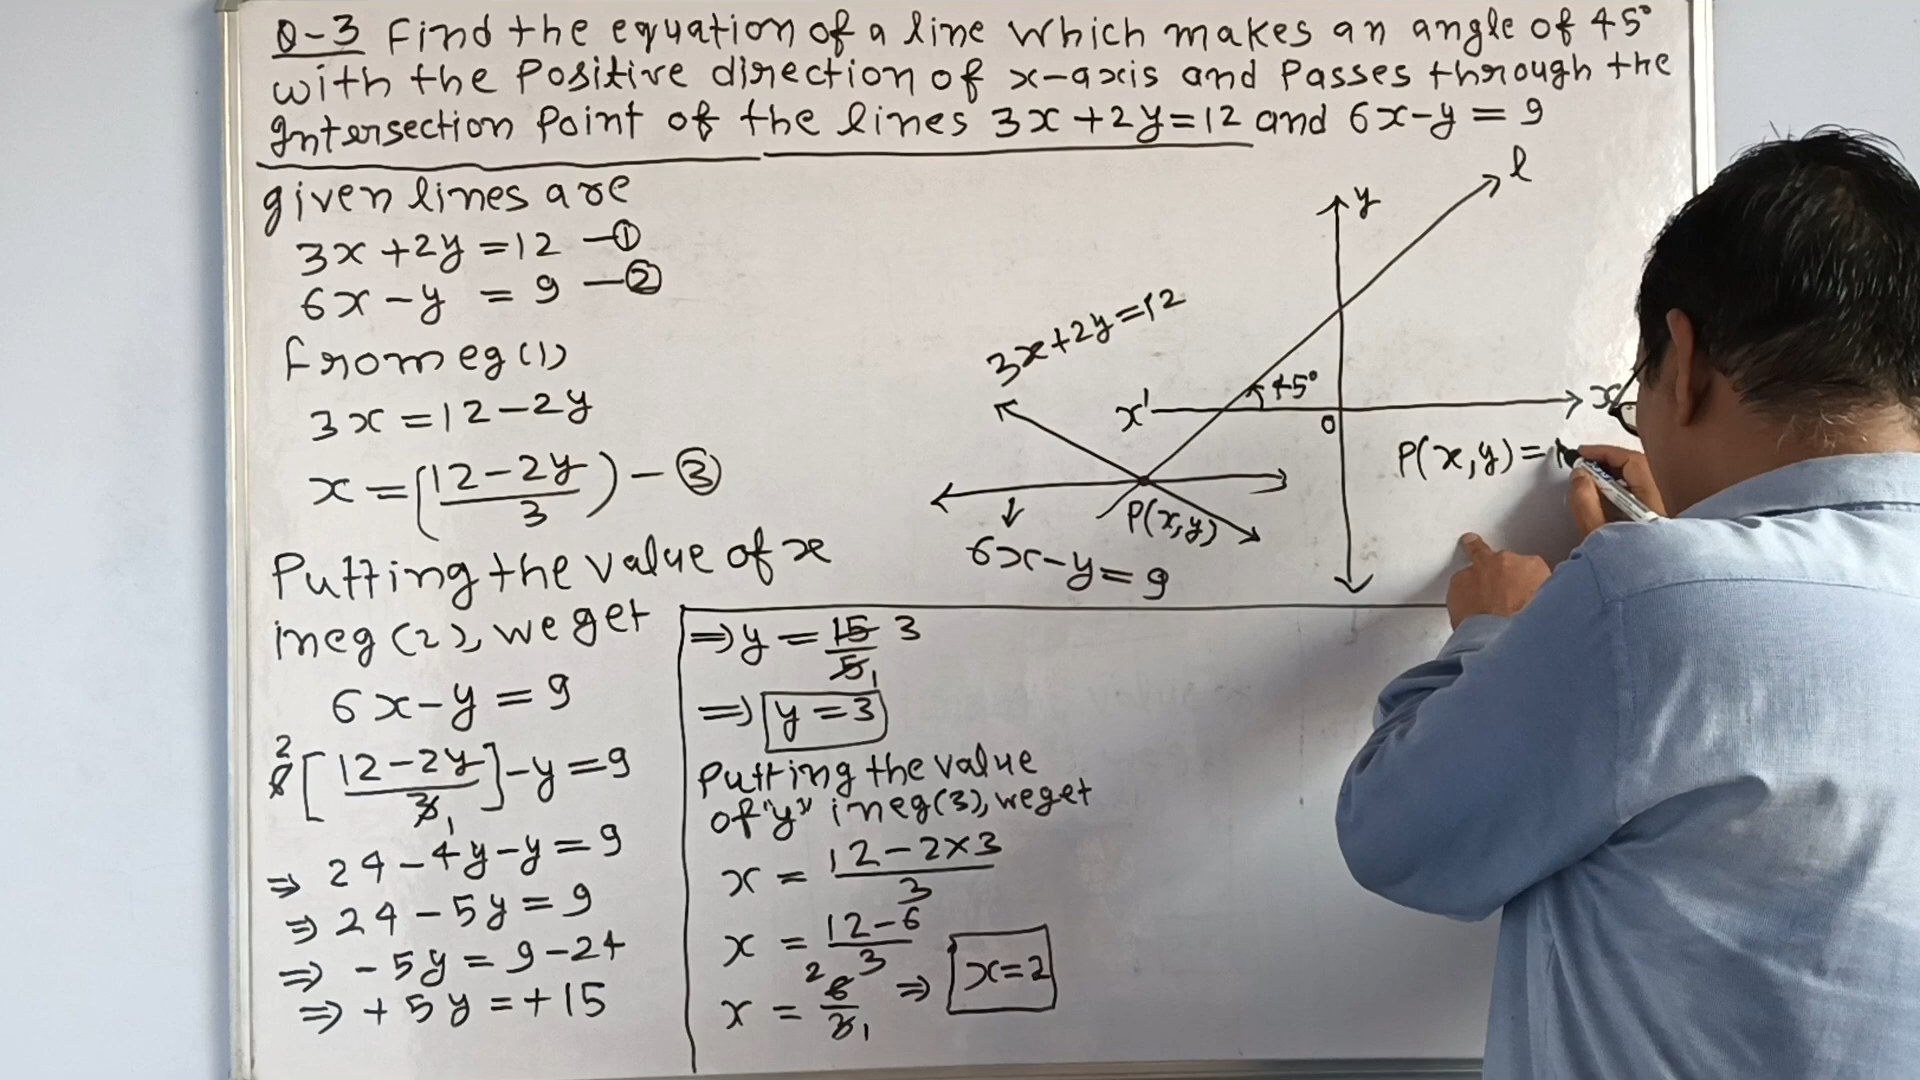 Q-3 Find the equation of a line which makes an angle of 45°
with the Positive direction of x-axis and Passes through the
Intersection Point of the lines 3x+2y=12 and 6x-y=9
given lines are
3x+2y=12 -①
6x-y=9 -②
from eq(1)
3x=12-2y
x=(12-2y/3)-③
Putting the value of x
in eq(2), we get
6x-y=9
2
6[12-2y/3 1]-y=9
⇒ 24-4y-y=9
⇒ 24-5y=9
⇒ -5y=9-24
⇒ +5y=+15
y
l
3x+2y=12
x'
45°
x
0
P(x,y)
6x-y=9
P(x,y)=
⇒ y=15/5 1 3
⇒ y=3
Putting the value
of "y" in eq(3), we get
x=12-2×3/3
x=12-6/3
x=2 6/3 1 ⇒ x=2